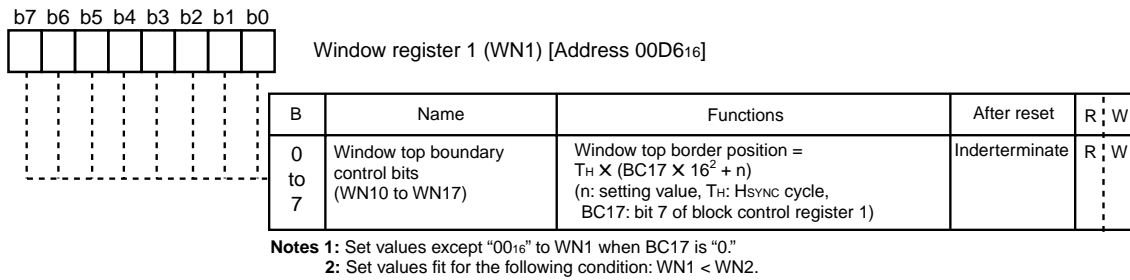 b7 b6 b5 b4 b3 b2 b1 b0
Window register 1 (WN1) [Address 00D6₁₆]
B Name Functions After reset R W
0 to 7
Window top boundary
control bits
(WN10 to WN17)
Window top border position =
TH X (BC17 X 16² + n)
(n: setting value, TH: HSYNC cycle,
BC17: bit 7 of block control register 1)
Inderterminate R W
Notes 1: Set values except “00₁₆” to WN1 when BC17 is “0.”
2: Set values fit for the following condition: WN1 < WN2.